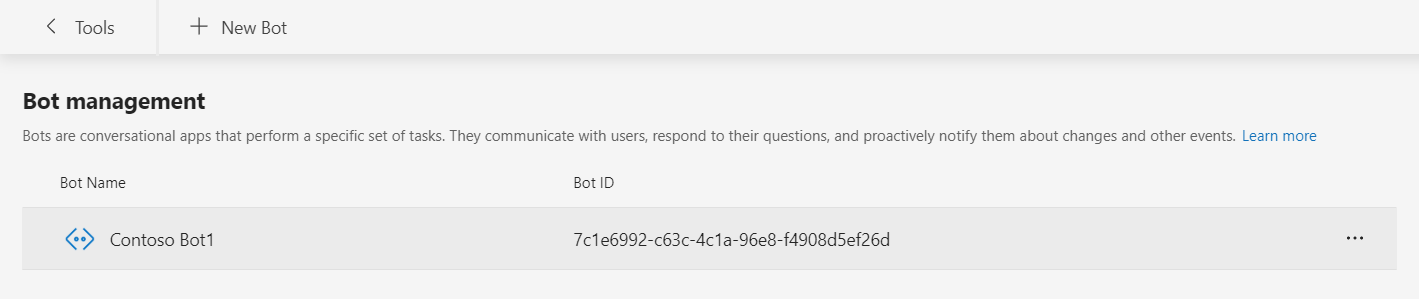 Tools
New Bot
Bot management
Bots are conversational apps that perform a specific set of tasks. They communicate with users, respond to their questions, and proactively notify them about changes and other events. Learn more
Bot Name
Bot ID
Contoso Bot1
7c1e6992-c63c-4c1a-96e8-f4908d5ef26d